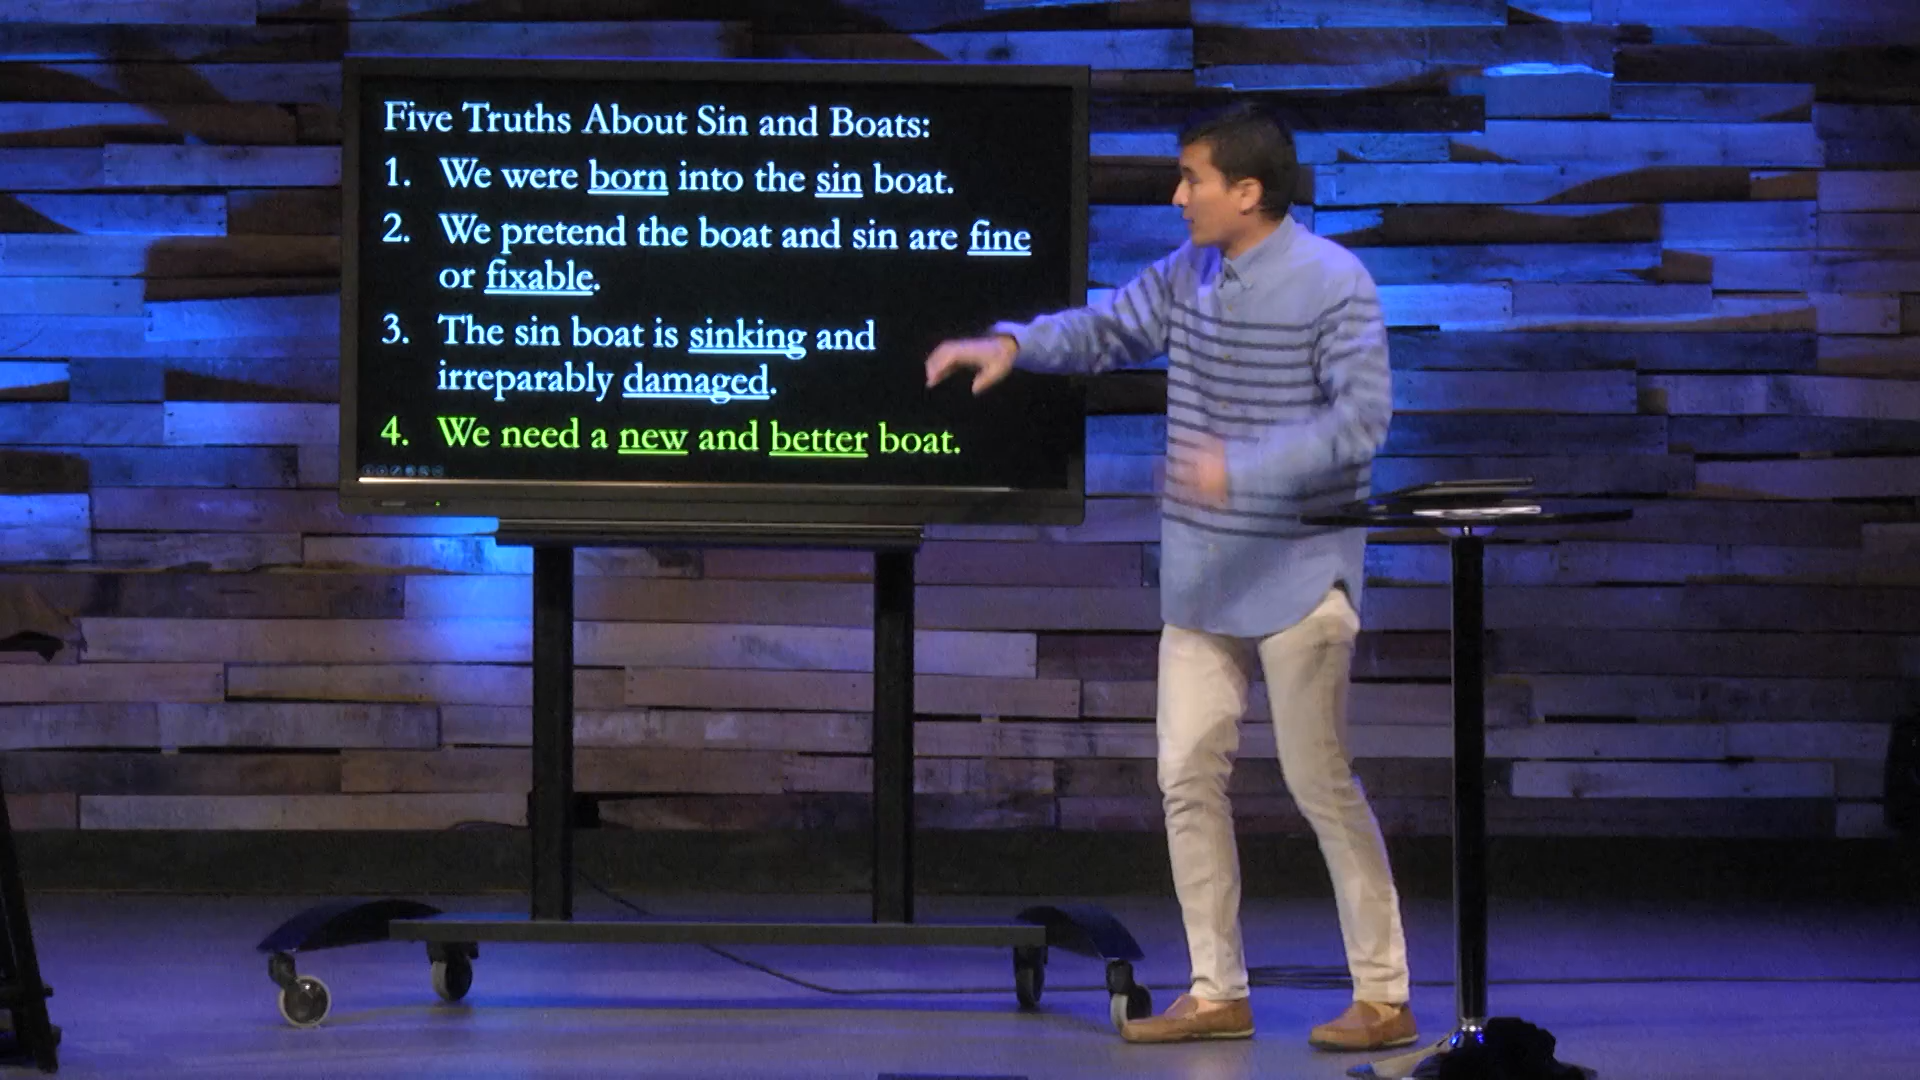 Five Truths About Sin and Boats:
1. We were born into the sin boat.
2. We pretend the boat and sin are fine
or fixable.
3. The sin boat is sinking and
irreparably damaged.
4. We need a new and better boat.